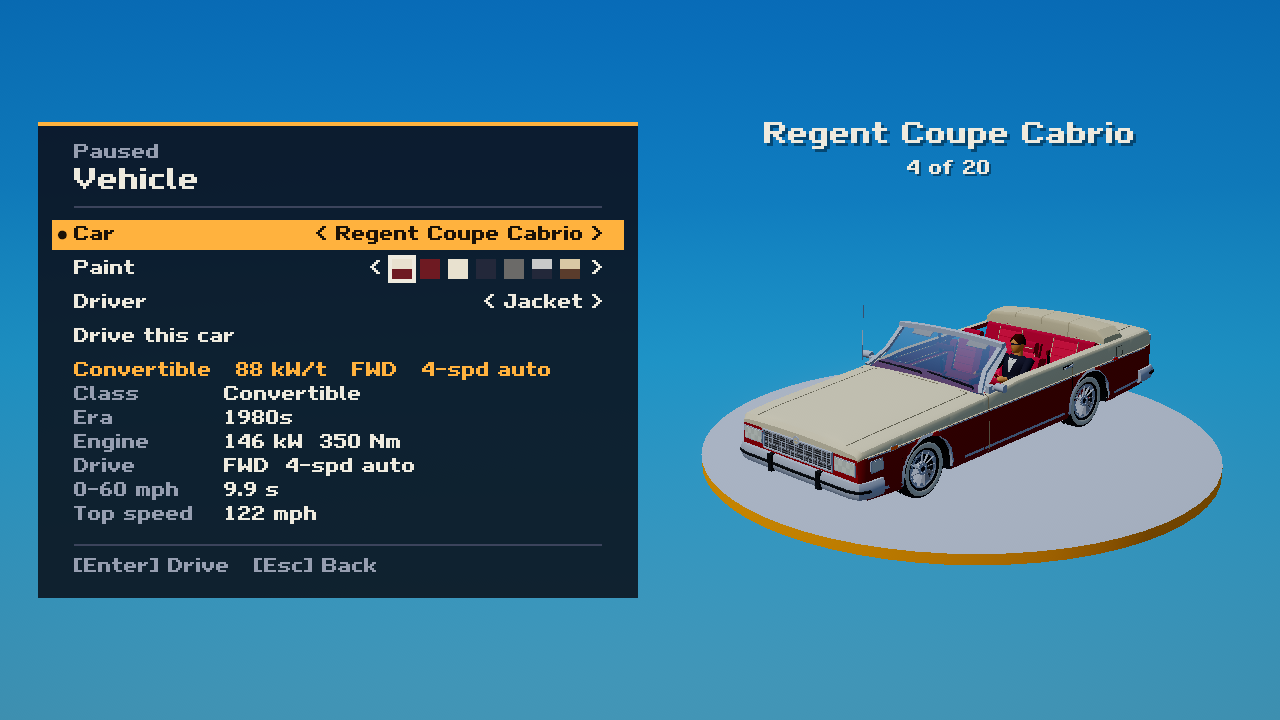 Paused
Vehicle
Car < Regent Coupe Cabrio >
Paint < >
Driver < Jacket >
Drive this car
Convertible 88 kW/t FWD 4-spd auto
Class Convertible
Era 1980s
Engine 146 kW 350 Nm
Drive FWD 4-spd auto
0-60 mph 9.9 s
Top speed 122 mph
[Enter] Drive [Esc] Back
Regent Coupe Cabrio
4 of 20